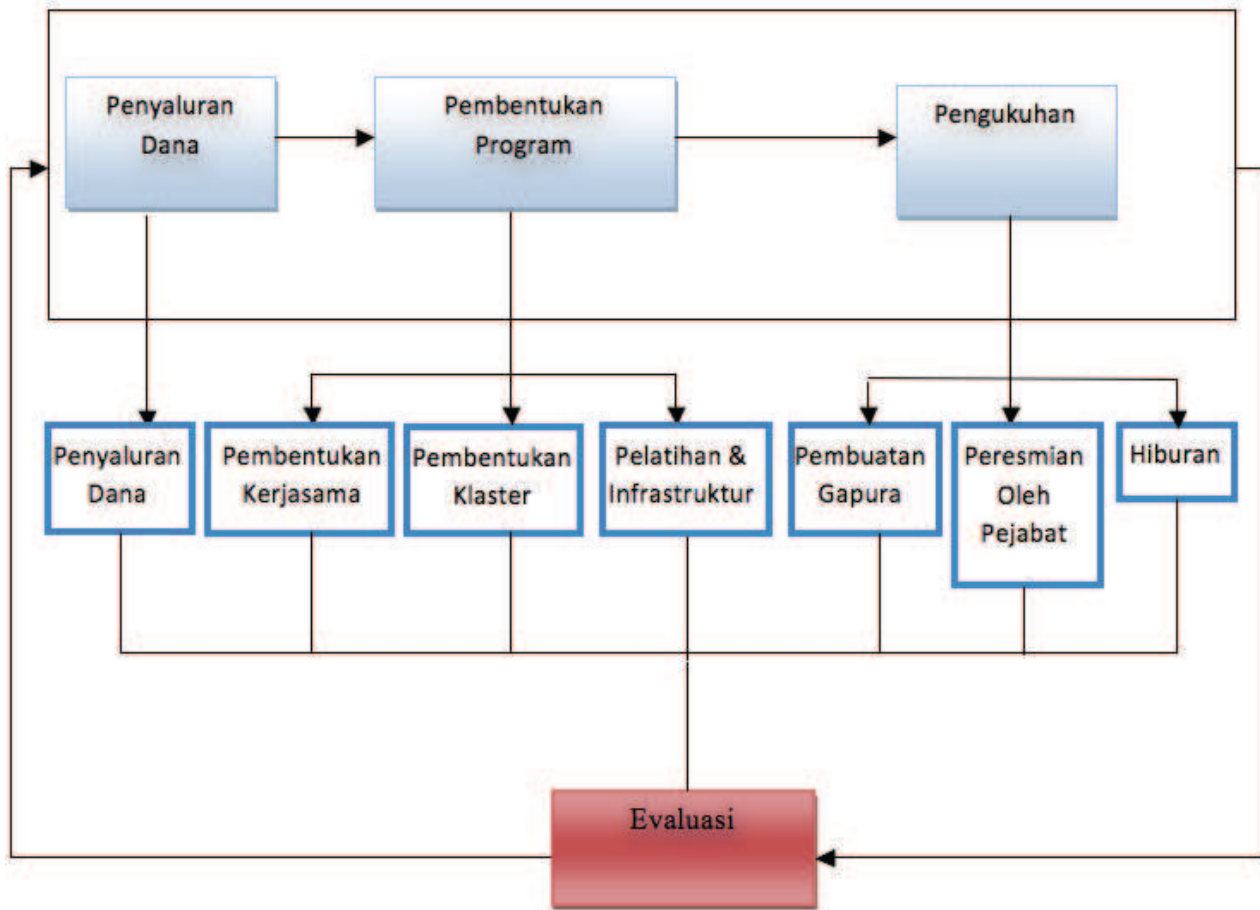 Penyaluran
Dana
Pembentukan
Program
Pengukuhan
Penyaluran
Dana
Pembentukan
Kerjasama
Pembentukan
Klaster
Pelatihan &
Infrastruktur
Pembuatan
Gapura
Peresmian
Oleh
Pejabat
Hiburan
Evaluasi